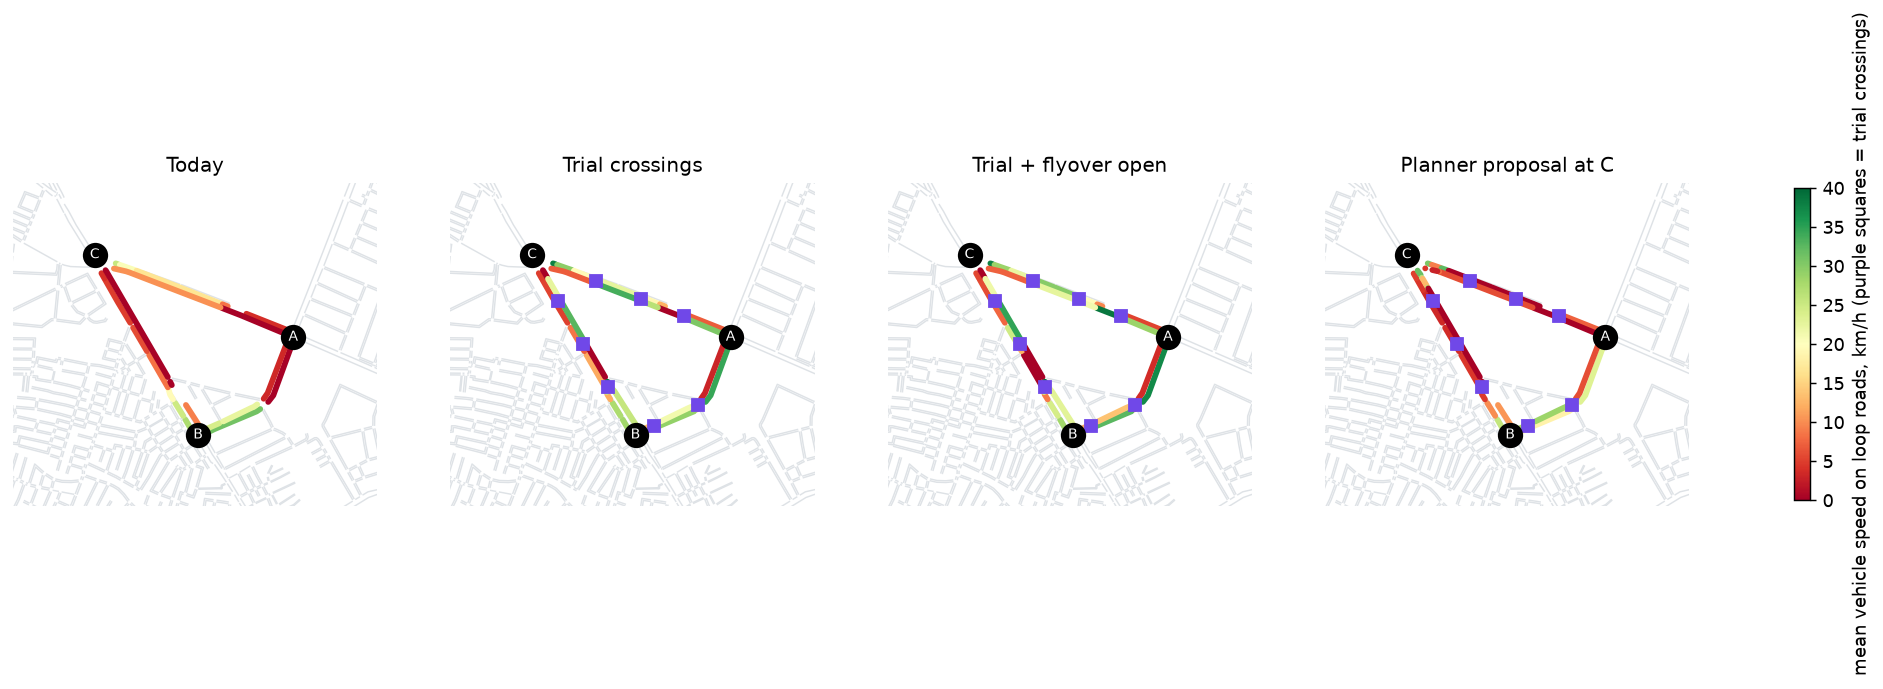 Today
C
A
B
Trial crossings
C
A
B
Trial + flyover open
C
A
B
Planner proposal at C
C
A
B
40
35
30
25
20
15
10
5
0
mean vehicle speed on loop roads, km/h (purple squares = trial crossings)